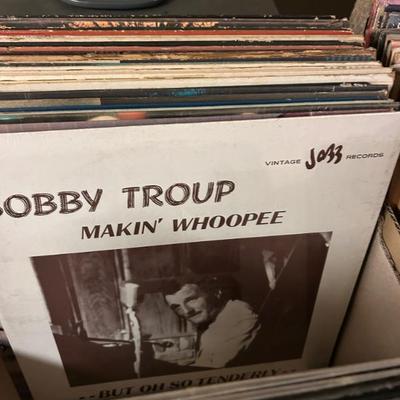 VINTAGE Jazz RECORDS
BOBBY TROUP
MAKIN' WHOOPEE
..BUT OH SO TENDERLY..